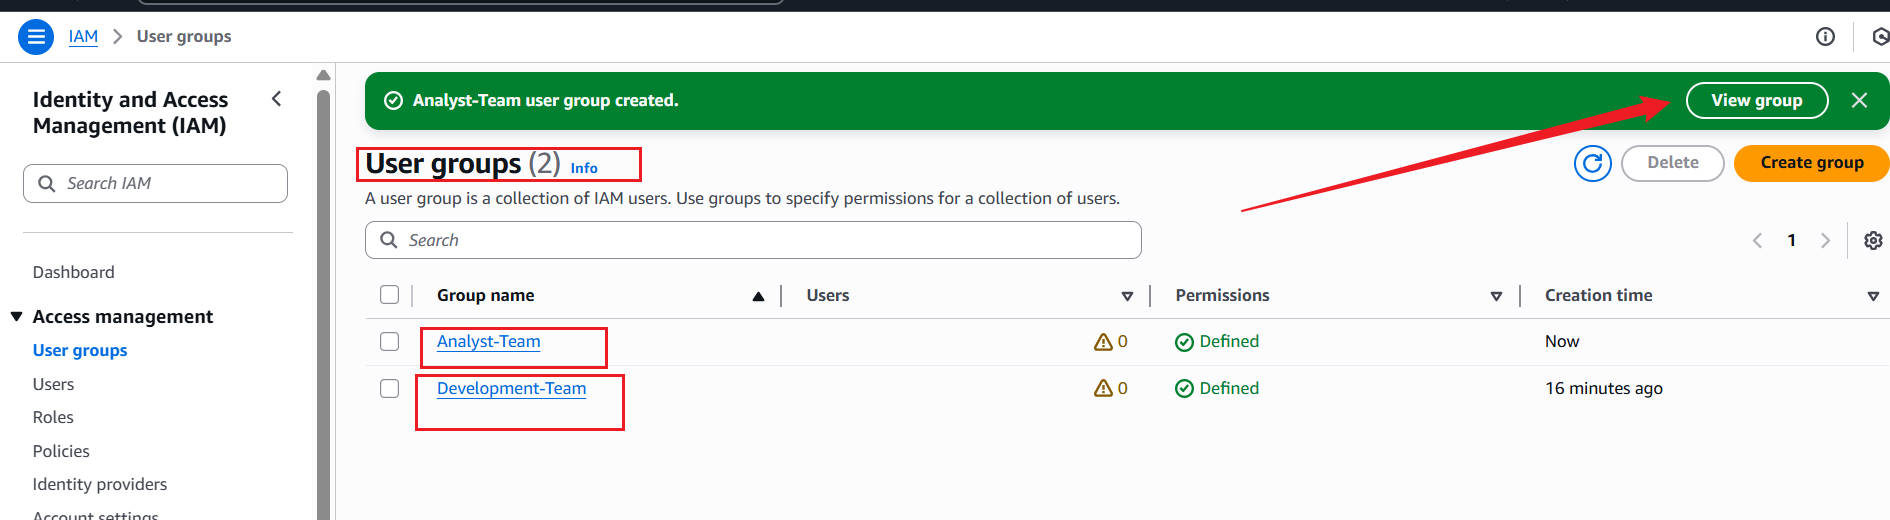 IAM > User groups
Identity and Access
Management (IAM)
Search IAM
Dashboard
Access management
User groups
Users
Roles
Policies
Identity providers
Account settings
Analyst-Team user group created.
View group
User groups (2) Info
Delete
Create group
A user group is a collection of IAM users. Use groups to specify permissions for a collection of users.
Search
1
Group name Users Permissions Creation time
Analyst-Team 0 Defined Now
Development-Team 0 Defined 16 minutes ago